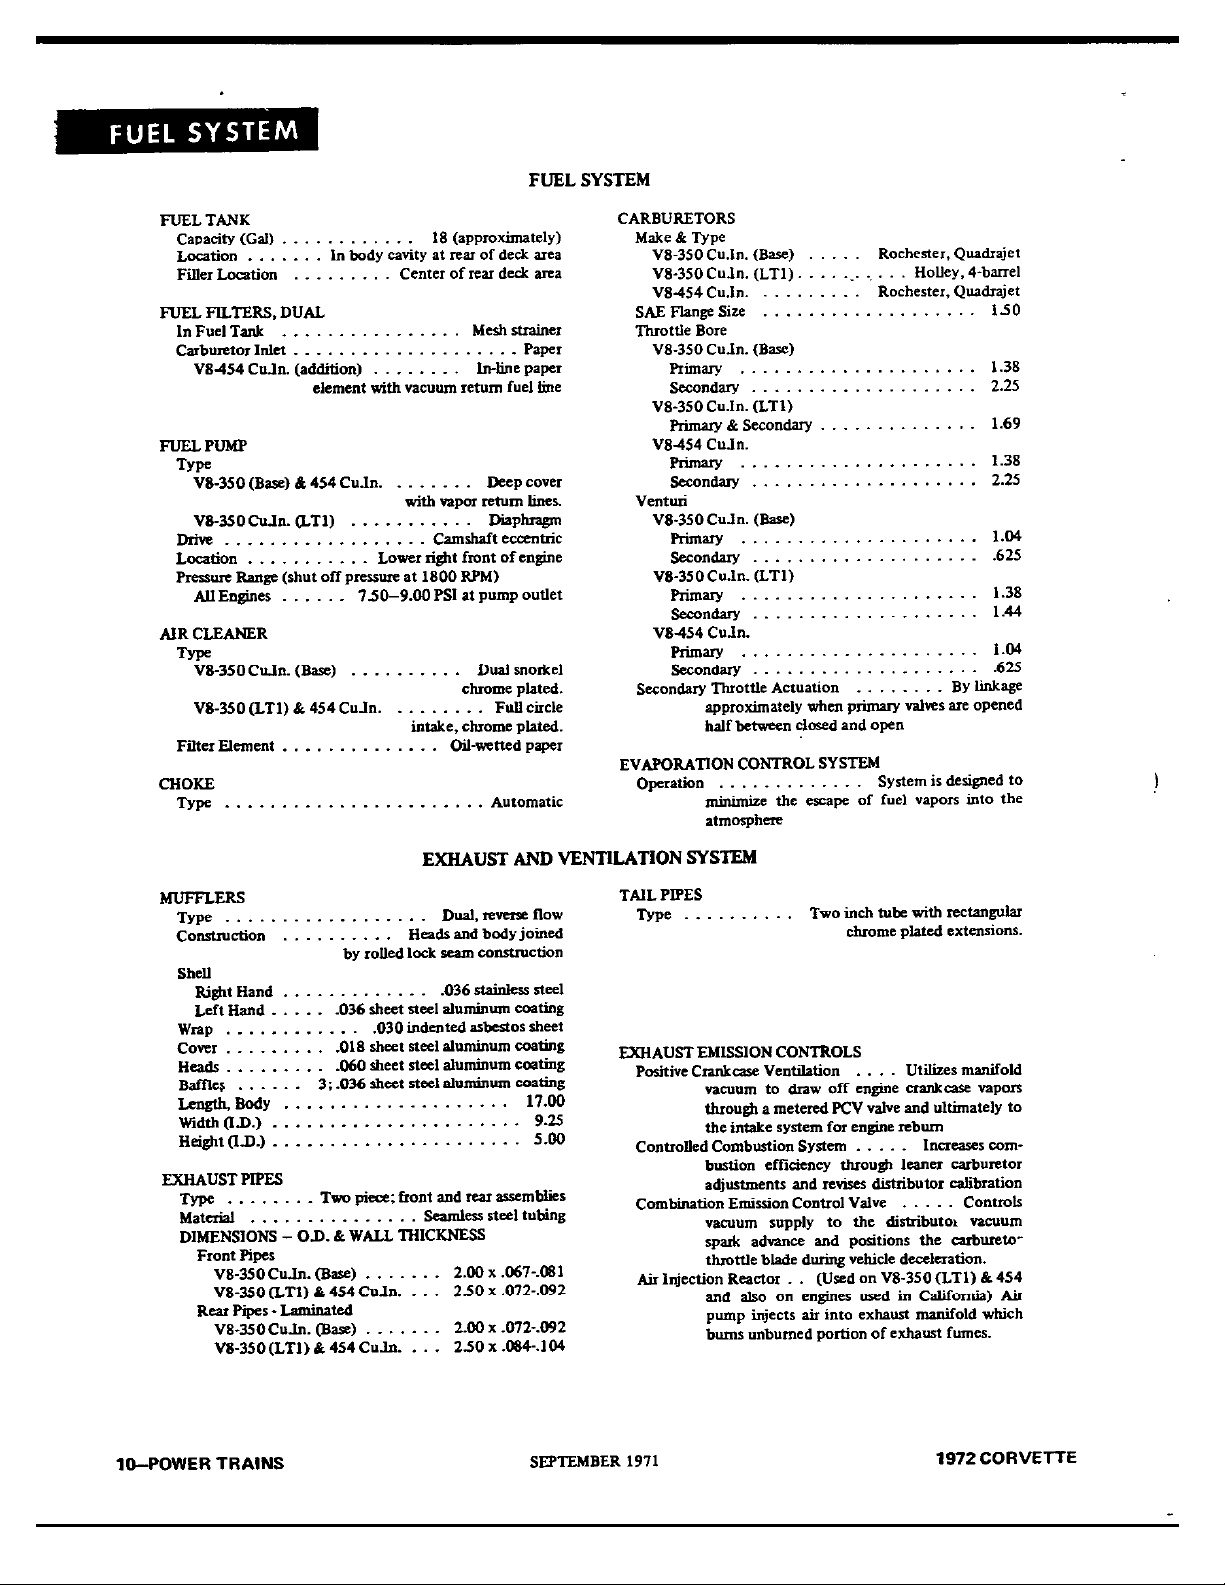 FUEL SYSTEM
FUEL SYSTEM
FUEL TANK
Capacity (Gal) . . . . . . . . . . . . 18 (approximately)
Location . . . . . . . In body cavity at rear of deck area
Filler Location . . . . . . . . . Center of rear deck area
FUEL FILTERS, DUAL
In Fuel Tank . . . . . . . . . . . . . . . . Mesh strainer
Carburetor Inlet . . . . . . . . . . . . . . . . . . . . Paper
V8-454 Cu.In. (addition) . . . . . . . . In-line paper
element with vacuum return fuel line
FUEL PUMP
Type
V8-350 (Base) & 454 Cu.In. . . . . . . . Deep cover
with vapor return lines.
V8-350 Cu.In. (LT1) . . . . . . . . . . . Diaphragm
Drive . . . . . . . . . . . . . . . . . . Camshaft eccentric
Location . . . . . . . . . . . Lower right front of engine
Pressure Range (shut off pressure at 1800 RPM)
All Engines . . . . . . 7.50–9.00 PSI at pump outlet
AIR CLEANER
Type
V8-350 Cu.In. (Base) . . . . . . . . . . Dual snorkel
chrome plated.
V8-350 (LT1) & 454 Cu.In. . . . . . . . . Full circle
intake, chrome plated.
Filter Element . . . . . . . . . . . . . . Oil-wetted paper
CHOKE
Type . . . . . . . . . . . . . . . . . . . . . . . Automatic
CARBURETORS
Make & Type
V8-350 Cu.In. (Base) . . . . . Rochester, Quadrajet
V8-350 Cu.In. (LT1) . . . . . . . . . . Holley, 4-barrel
V8-454 Cu.In. . . . . . . . . . Rochester, Quadrajet
SAE Flange Size . . . . . . . . . . . . . . . . . . . 1.50
Throttle Bore
V8-350 Cu.In. (Base)
Primary . . . . . . . . . . . . . . . . . . . . . 1.38
Secondary . . . . . . . . . . . . . . . . . . . . 2.25
V8-350 Cu.In. (LT1)
Primary & Secondary . . . . . . . . . . . . . . 1.69
V8-454 Cu.In.
Primary . . . . . . . . . . . . . . . . . . . . . 1.38
Secondary . . . . . . . . . . . . . . . . . . . . 2.25
Venturi
V8-350 Cu.In. (Base)
Primary . . . . . . . . . . . . . . . . . . . . . 1.04
Secondary . . . . . . . . . . . . . . . . . . . . .625
V8-350 Cu.In. (LT1)
Primary . . . . . . . . . . . . . . . . . . . . . 1.38
Secondary . . . . . . . . . . . . . . . . . . . . 1.44
V8-454 Cu.In.
Primary . . . . . . . . . . . . . . . . . . . . . 1.04
Secondary . . . . . . . . . . . . . . . . . . . . .625
Secondary Throttle Actuation . . . . . . . . By linkage
approximately when primary valves are opened
half between closed and open
EVAPORATION CONTROL SYSTEM
Operation . . . . . . . . . . . . . System is designed to
minimize the escape of fuel vapors into the
atmosphere
EXHAUST AND VENTILATION SYSTEM
MUFFLERS
Type . . . . . . . . . . . . . . . . . . Dual, reverse flow
Construction . . . . . . . . . . Heads and body joined
by rolled lock seam construction
Shell
Right Hand . . . . . . . . . . . . . .036 stainless steel
Left Hand . . . . . .036 sheet steel aluminum coating
Wrap . . . . . . . . . . . . .030 indented asbestos sheet
Cover . . . . . . . . . .018 sheet steel aluminum coating
Heads . . . . . . . . . .060 sheet steel aluminum coating
Baffles . . . . . . 3; .036 sheet steel aluminum coating
Length, Body . . . . . . . . . . . . . . . . . . . . 17.00
Width (I.D.) . . . . . . . . . . . . . . . . . . . . . . 9.25
Height (I.D.) . . . . . . . . . . . . . . . . . . . . . . 5.00
EXHAUST PIPES
Type . . . . . . . . Two piece; front and rear assemblies
Material . . . . . . . . . . . . . . . Seamless steel tubing
DIMENSIONS – O.D. & WALL THICKNESS
Front Pipes
V8-350 Cu.In. (Base) . . . . . . . 2.00 x .067-.081
V8-350 (LT1) & 454 Cu.In. . . . 2.50 x .072-.092
Rear Pipes - Laminated
V8-350 Cu.In. (Base) . . . . . . . 2.00 x .072-.092
V8-350 (LT1) & 454 Cu.In. . . . 2.50 x .084-.104
TAIL PIPES
Type . . . . . . . . . . Two inch tube with rectangular
chrome plated extensions.
EXHAUST EMISSION CONTROLS
Positive Crankcase Ventilation . . . . Utilizes manifold
vacuum to draw off engine crankcase vapors
through a metered PCV valve and ultimately to
the intake system for engine reburn
Controlled Combustion System . . . . . Increases com-
bustion efficiency through leaner carburetor
adjustments and revises distributor calibration
Combination Emission Control Valve . . . . . Controls
vacuum supply to the distributor vacuum
spark advance and positions the carbureto-
throttle blade during vehicle deceleration.
Air Injection Reactor . . (Used on V8-350 (LT1) & 454
and also on engines used in California) Air
pump injects air into exhaust manifold which
burns unburned portion of exhaust fumes.
10–POWER TRAINS
SEPTEMBER 1971
1972 CORVETTE